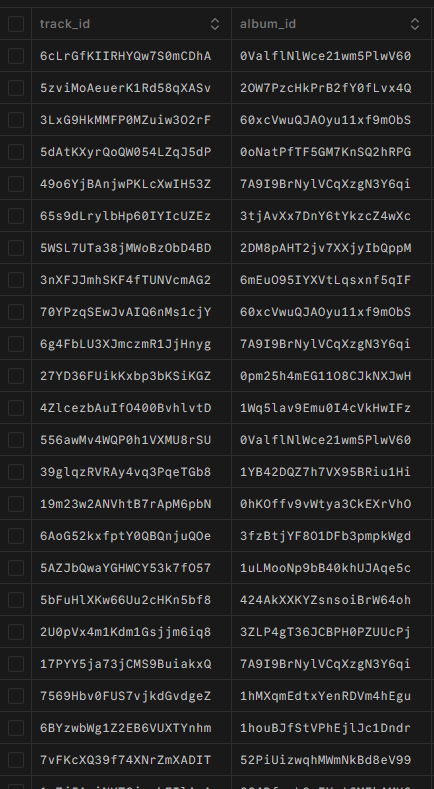 track_id album_id
6cLrGfKIIRHYQw7S0mCDhA 0ValflNlWce21wm5PlwV60
5zviMoAeuerK1Rd58qXASv 2OW7PzcHkPrB2fY0fLvx4Q
3LxG9HkMMFP0MZuiw3O2rF 60xcVwuQJAOyu11xf9mObS
5dAtKXyrQoQW054LZqJ5dP 0oNatPfTF5GM7KnSQ2hRPG
49o6YjBAnjwPKLcXwIH53Z 7A9I9BrNylVCqXzgN3Y6qi
65s9dLrylbHp60IYIcUZEz 3tjAvXx7DnY6tYkzcZ4wXc
5WSL7UTa38jMWoBzObD4BD 2DM8pAHT2jv7XXjyIbQppM
3nXFJJmhSKF4fTUNVcmAG2 6mEuO95IYXVtLqsxnf5qIF
70YPzqSEwJvAIQ6nMs1cjY 60xcVwuQJAOyu11xf9mObS
6g4FbLU3XJmczmR1JjHnyg 7A9I9BrNylVCqXzgN3Y6qi
27YD36FUikKxbp3bKSiKGZ 0pm25h4mEG11O8CJkNXJwH
4ZlcezbAuIfO400BvhlvtD 1Wq5lav9Emu0I4cVkHwIFz
556awMv4WQP0h1VXMU8rSU 0ValflNlWce21wm5PlwV60
39glqzRVRAy4vq3PqeTGb8 1YB42DQZ7h7VX95BRiu1Hi
19m23w2ANVhtB7rApM6pbN 0hKOffv9vWtya3CkEXrVhO
6AoG52kxfptY0QBQnjuQOe 3fzBtjYF8O1DFb3pmpkWgd
5AZJbQwaYGHWCY53k7fO57 1uLMooNp9bB40khUJAqe5c
5bFuHlXKw66Uu2cHKn5bf8 424AkXXKYZsnsoiBrW64oh
2U0pVx4m1Kdm1Gsjjm6iq8 3ZLP4gT36JCBPH0PZUUcPj
17PYY5ja73jCMS9BuiakxQ 7A9I9BrNylVCqXzgN3Y6qi
7569Hbv0FUS7vjkdGvdgeZ 1hMXqmEdtxYenRDVm4hEgu
6BYzwbWg1Z2EB6VUXTYnhm 1houBJfStVPhEjlJc1Dndr
7vFKcXQ39f74XNrZmXADIT 52PiUizwqhMWmNkBd8eV99